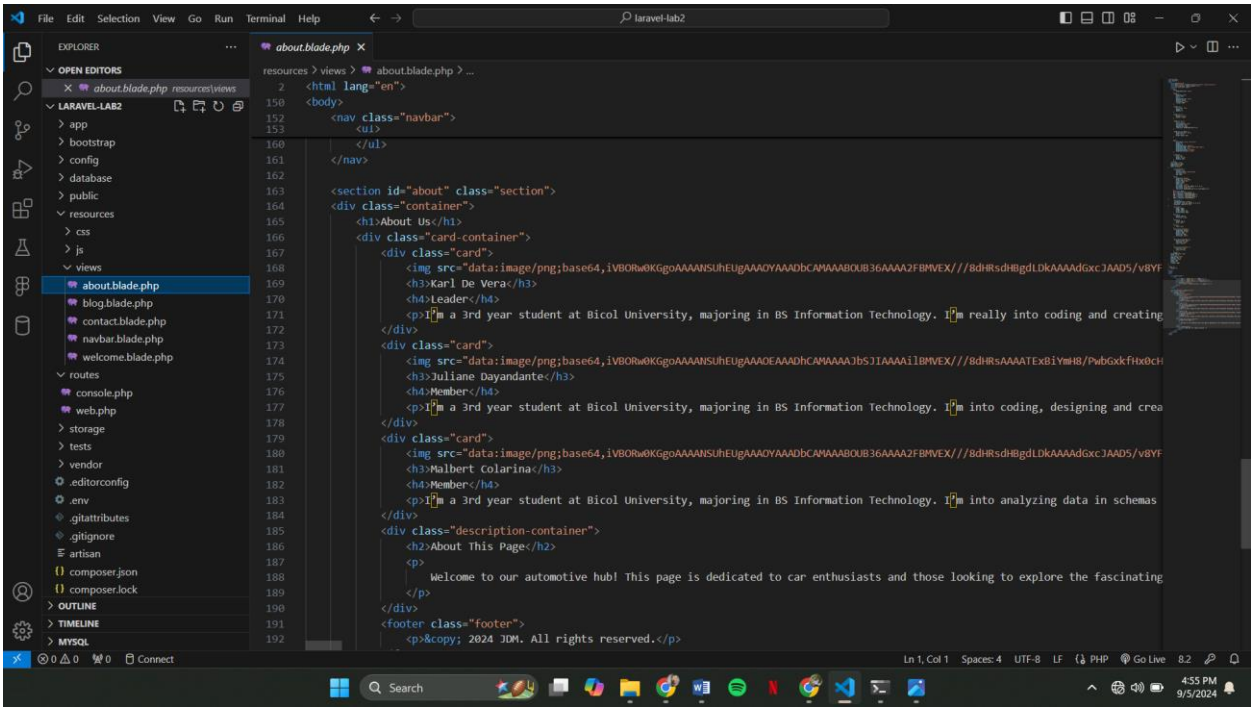 File Edit Selection View Go Run Terminal Help
laravel-lab2
EXPLORER
OPEN EDITORS
about.blade.php resources\views
LARAVEL-LAB2
app
bootstrap
config
database
public
resources
css
js
views
about.blade.php
blog.blade.php
contact.blade.php
navbar.blade.php
welcome.blade.php
routes
console.php
web.php
storage
tests
vendor
.editorconfig
.env
.gitattributes
.gitignore
artisan
composer.json
composer.lock
OUTLINE
TIMELINE
MYSQL
about.blade.php
resources > views > about.blade.php > ...
2 <html lang="en">
150 <body>
152 <nav class="navbar">
153 <ul>
160 </ul>
161 </nav>
162
163 <section id="about" class="section">
164 <div class="container">
165 <h1>About Us</h1>
166 <div class="card-container">
167 <div class="card">
168 <img src="data:image/png;base64,
169 <h3>Karl De Vera</h3>
170 <h4>Leader</h4>
171 <p>I’m a 3rd year student at Bicol University, majoring in BS Information Technology. I’m really into coding and creating
172 </div>
173 <div class="card">
174 <img src="data:image/png;base64,
175 <h3>Juliane Dayandante</h3>
176 <h4>Member</h4>
177 <p>I’m a 3rd year student at Bicol University, majoring in BS Information Technology. I’m into coding, designing and crea
178 </div>
179 <div class="card">
180 <img src="data:image/png;base64,
181 <h3>Malbert Colarina</h3>
182 <h4>Member</h4>
183 <p>I’m a 3rd year student at Bicol University, majoring in BS Information Technology. I’m into analyzing data in schemas
184 </div>
185 <div class="description-container">
186 <h2>About This Page</h2>
187 <p>
188 Welcome to our automotive hub! This page is dedicated to car enthusiasts and those looking to explore the fascinating
189 </p>
190 </div>
191 <footer class="footer">
192 <p>&copy; 2024 JDM. All rights reserved.</p>
0 0 0 Connect
Ln 1, Col 1 Spaces: 4 UTF-8 LF PHP Go Live 8.2
Search
4:55 PM
9/5/2024